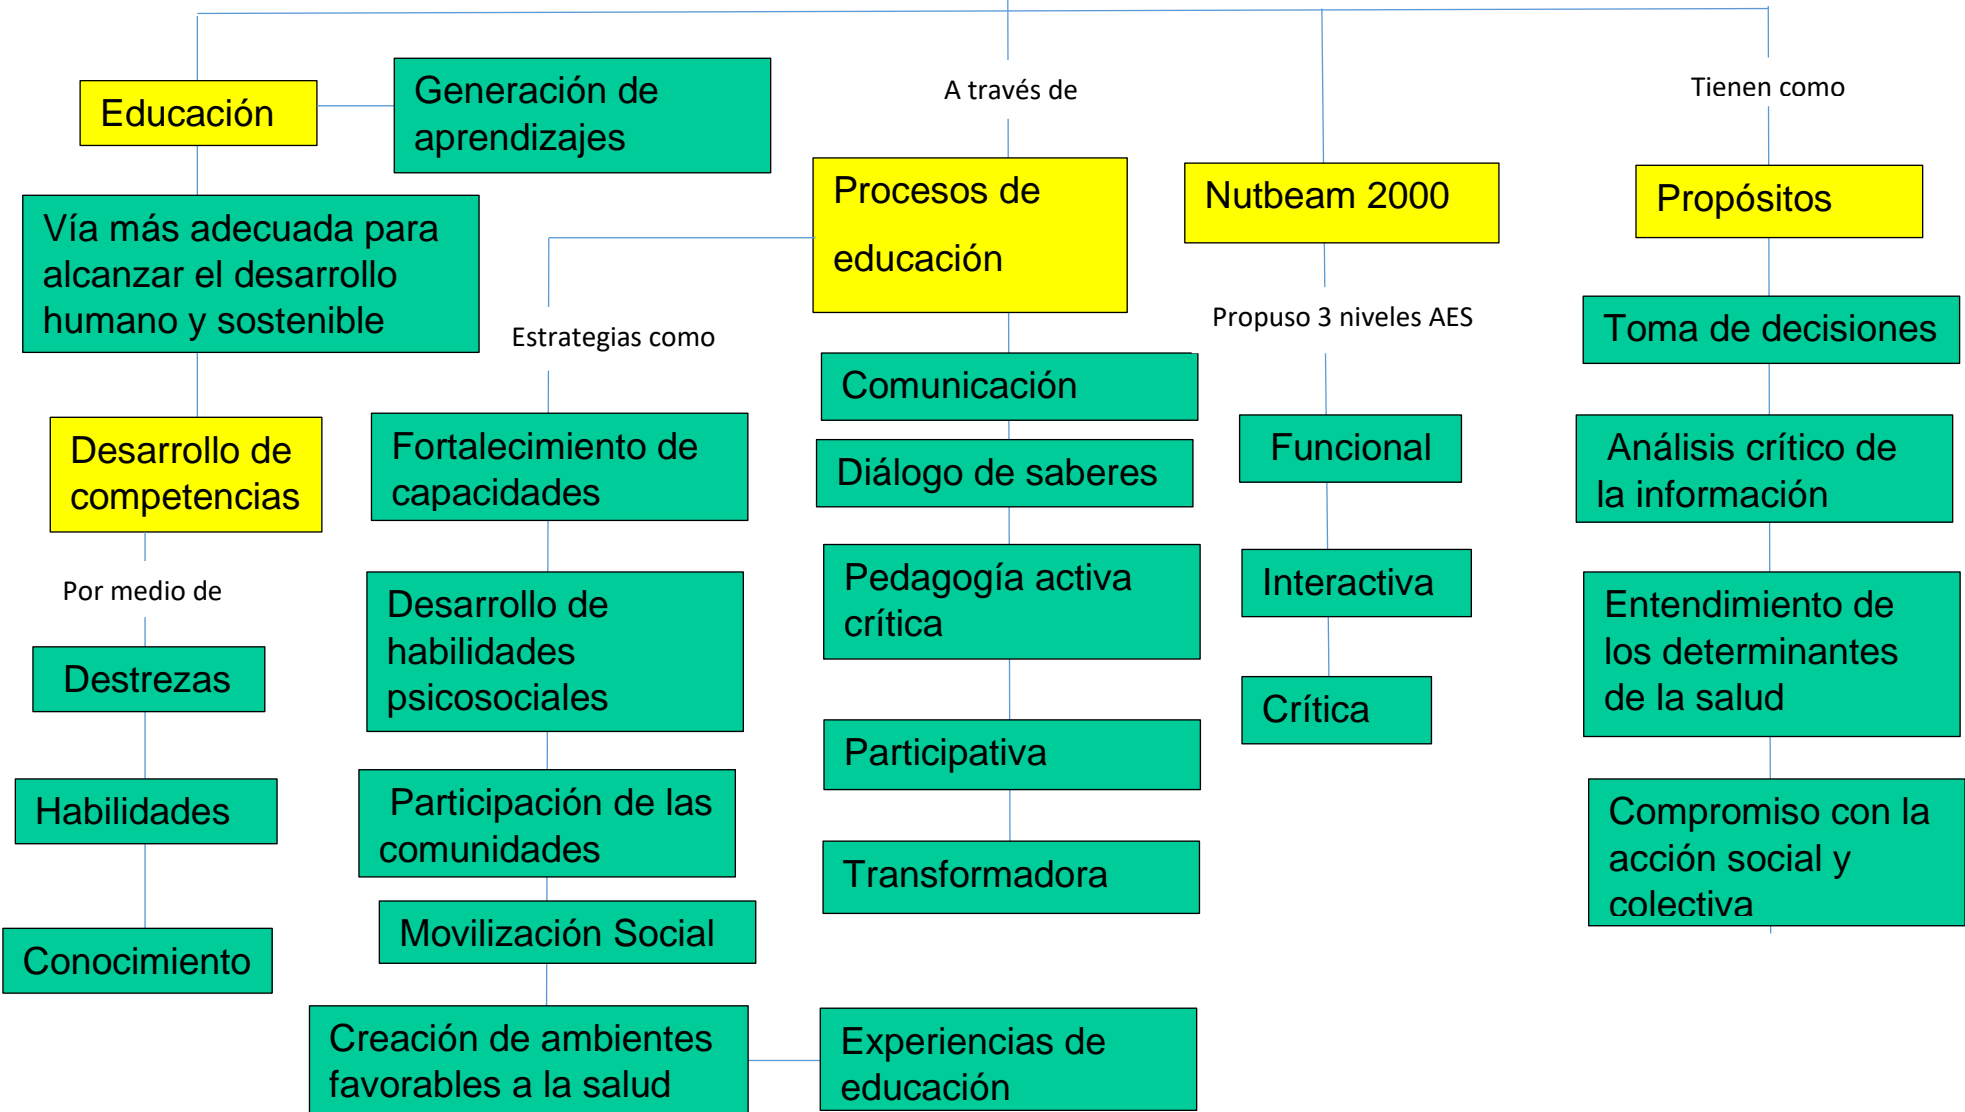 Educación
Generación de
aprendizajes
Vía más adecuada para
alcanzar el desarrollo
humano y sostenible
Desarrollo de
competencias
Por medio de
Destrezas
Habilidades
Conocimiento
A través de
Procesos de
educación
Estrategias como
Fortalecimiento de
capacidades
Desarrollo de
habilidades
psicosociales
Participación de las
comunidades
Movilización Social
Creación de ambientes
favorables a la salud
Experiencias de
educación
Comunicación
Diálogo de saberes
Pedagogía activa
crítica
Participativa
Transformadora
Nutbeam 2000
Propuso 3 niveles AES
Funcional
Interactiva
Crítica
Tienen como
Propósitos
Toma de decisiones
Análisis crítico de
la información
Entendimiento de
los determinantes
de la salud
Compromiso con la
acción social y
colectiva